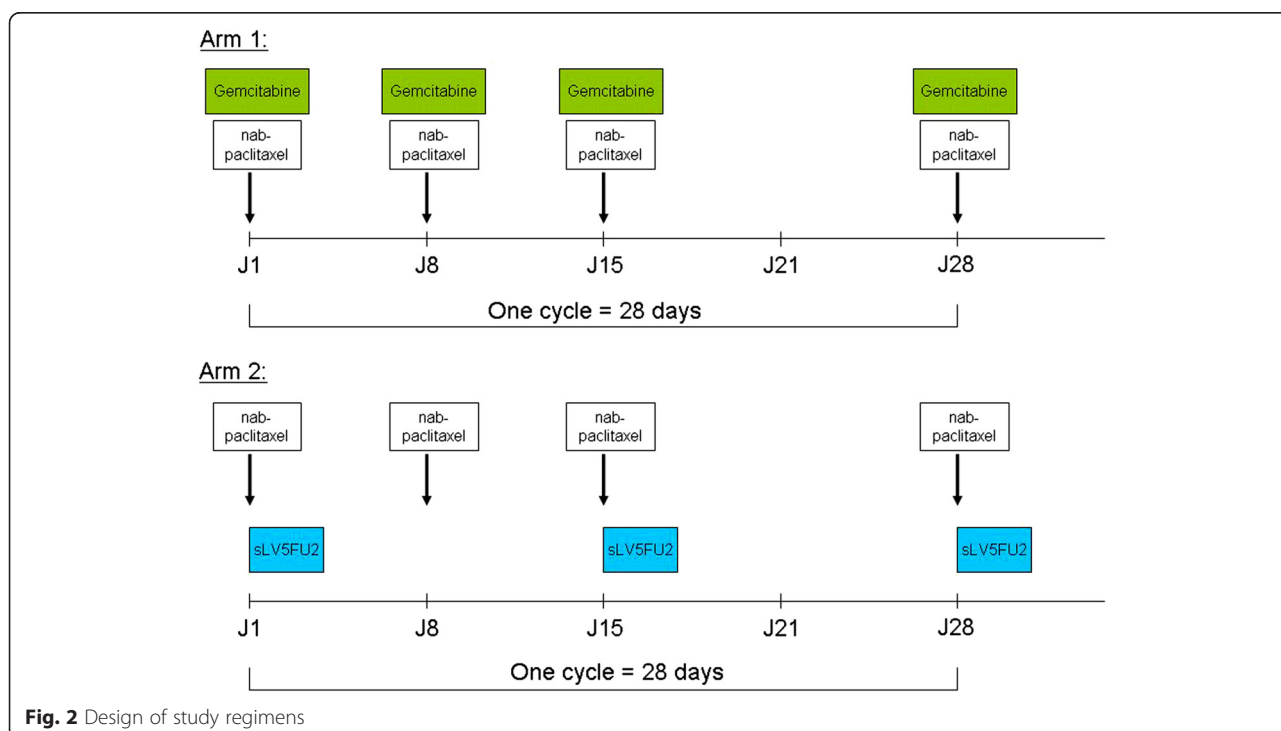 Arm 1:
Gemcitabine Gemcitabine Gemcitabine Gemcitabine
nab- nab- nab- nab-
paclitaxel paclitaxel paclitaxel paclitaxel
J1 J8 J15 J21 J28
One cycle = 28 days
Arm 2:
nab- nab- nab- nab-
paclitaxel paclitaxel paclitaxel paclitaxel
sLV5FU2 sLV5FU2 sLV5FU2
J1 J8 J15 J21 J28
One cycle = 28 days
Fig. 2 Design of study regimens